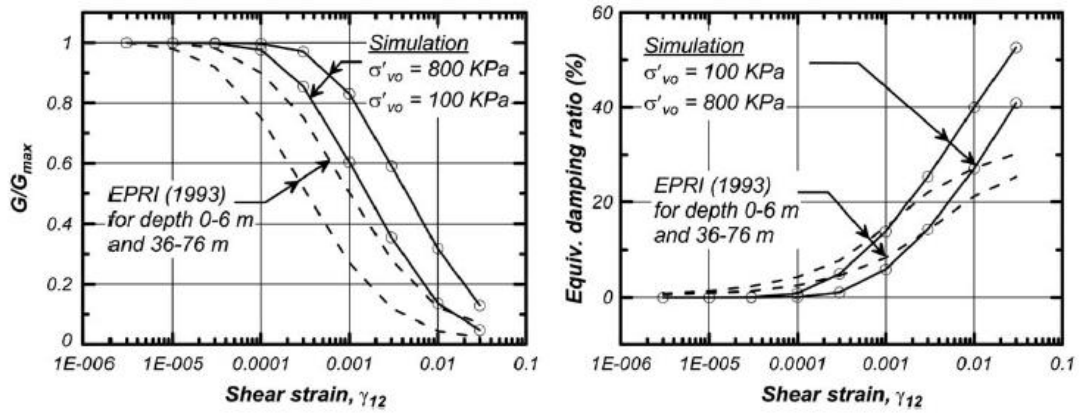 1
0.8
0.6
0.4
0.2
0
G/Gmax
Simulation
σ'vo = 800 KPa
σ'vo = 100 KPa
EPRI (1993)
for depth 0-6 m
and 36-76 m
1E-006 1E-005 0.0001 0.001 0.01 0.1
Shear strain, γ12
60
40
20
0
Equiv. damping ratio (%)
Simulation
σ'vo = 100 KPa
σ'vo = 800 KPa
EPRI (1993)
for depth 0-6 m
and 36-76 m
1E-006 1E-005 0.0001 0.001 0.01 0.1
Shear strain, γ12